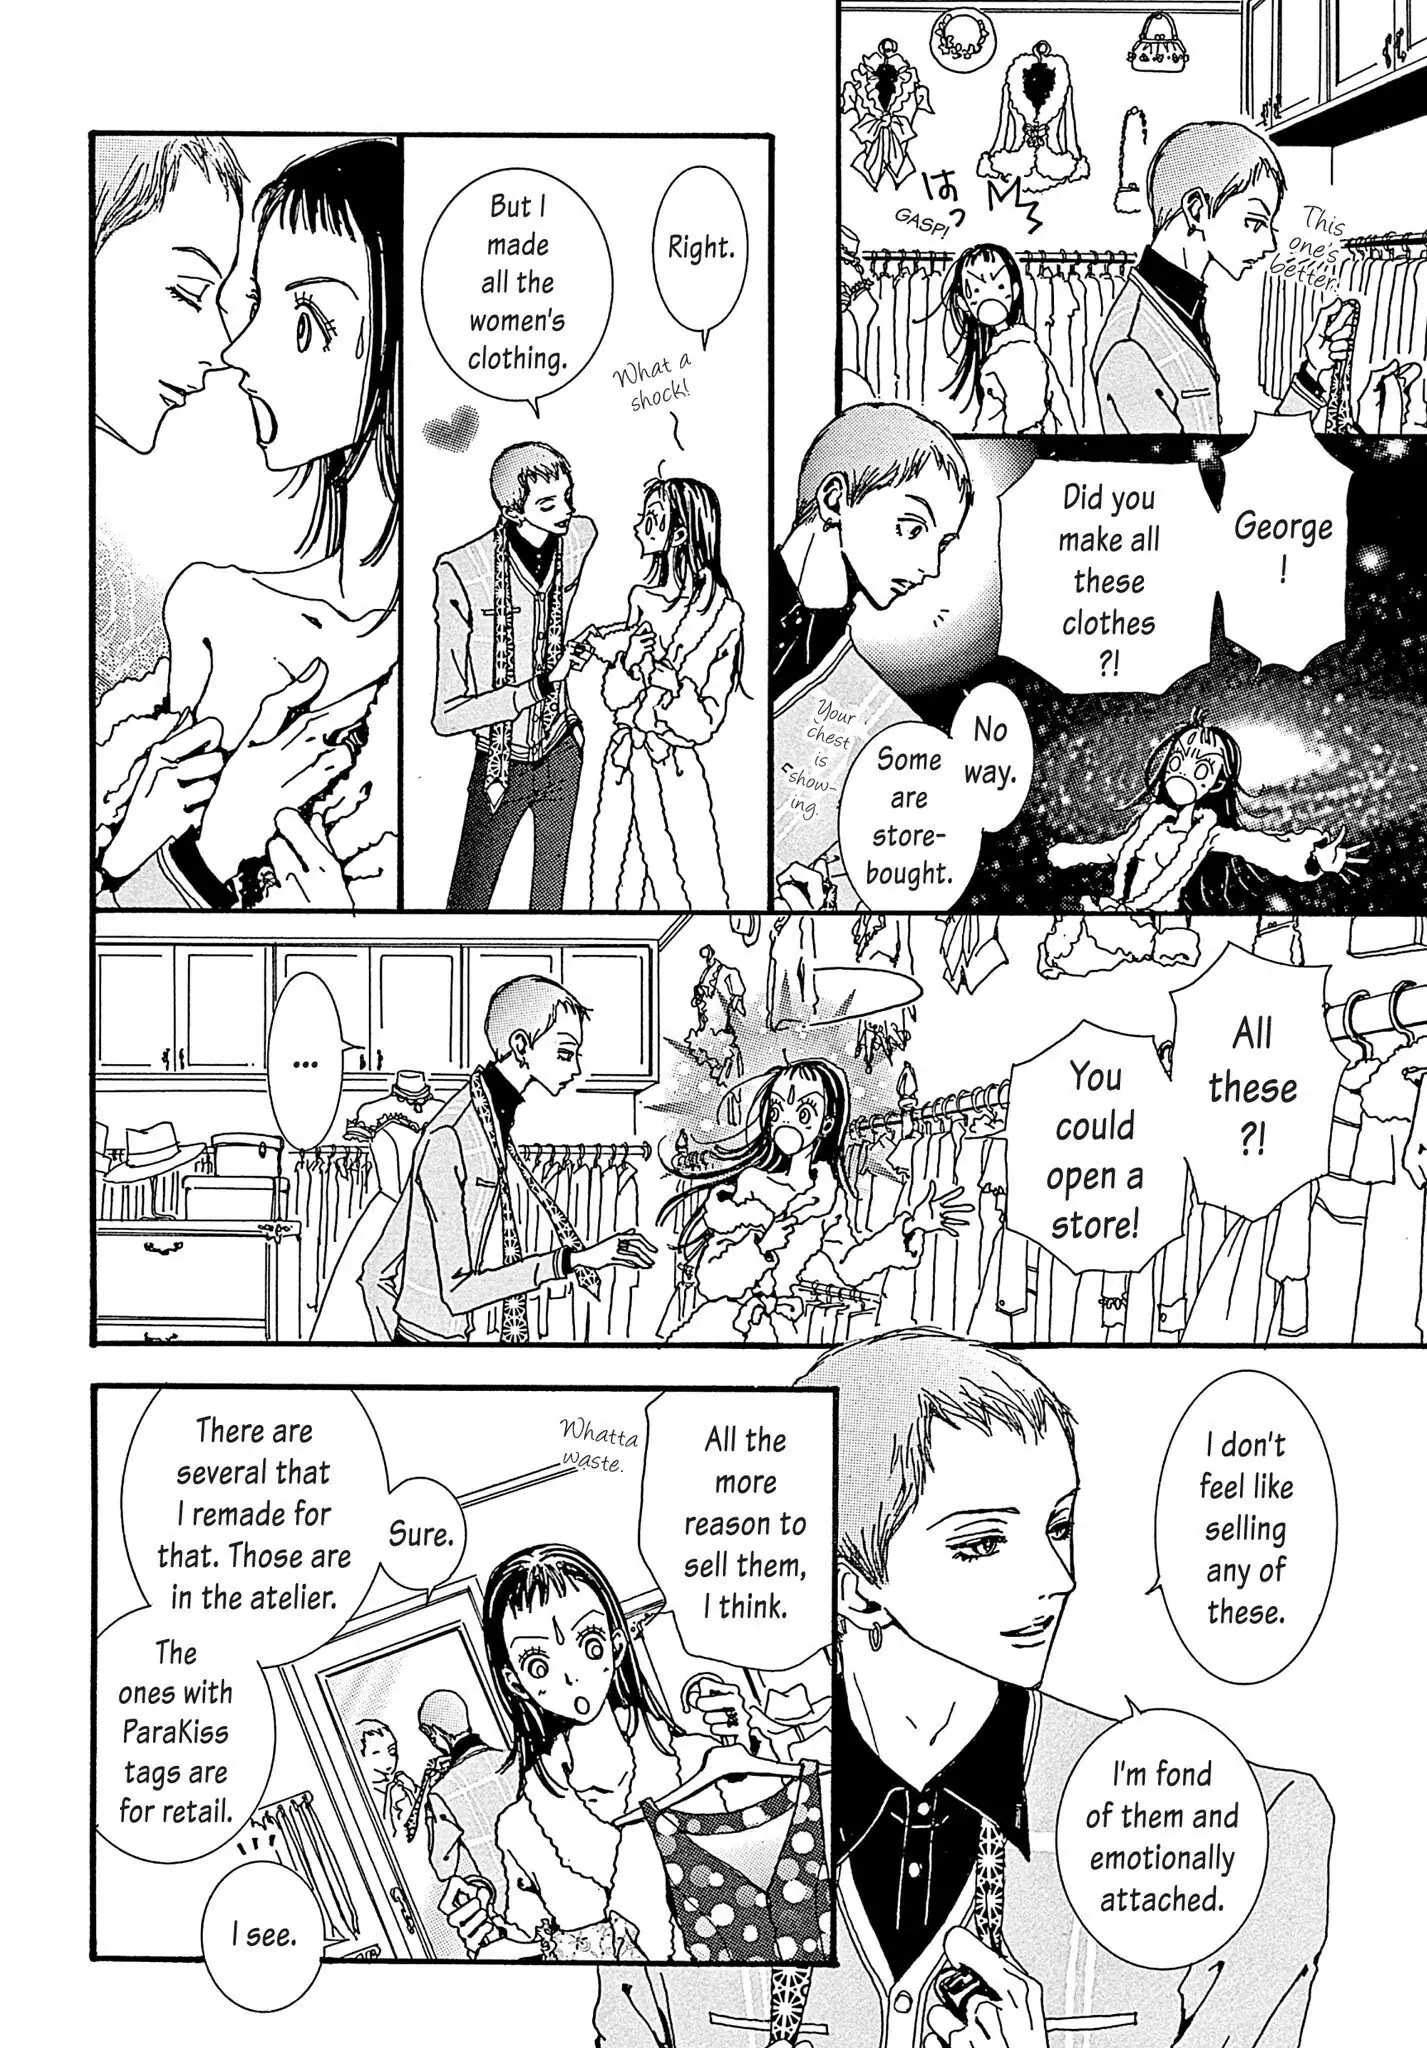 はっ
GASP!
This
one's
better.
George
!
Did you
make all
these
clothes
?!
No
way.
Some
are
store-
bought.
Your
chest
is
show-
ing.
Right.
What a
shock!
But I
made
all the
women's
clothing.
All
these
?!
You
could
open a
store!
...
I don't
feel like
selling
any of
these.
I'm fond
of them and
emotionally
attached.
All the
more
reason to
sell them,
I think.
Whatta
waste.
Sure.
There are
several that
I remade for
that. Those are
in the atelier.
The
ones with
ParaKiss
tags are
for retail.
I see.